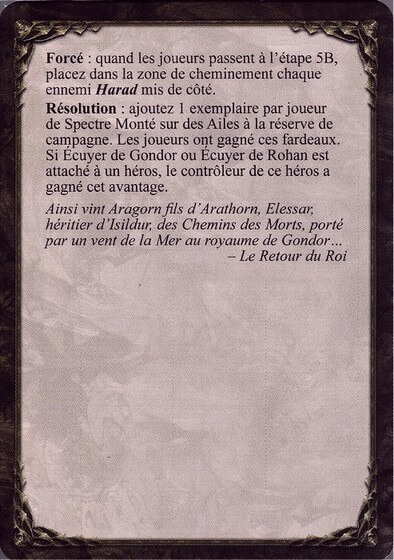 Forcé : quand les joueurs passent à l'étape 5B,
placez dans la zone de cheminement chaque
ennemi Harad mis de côté.
Résolution : ajoutez 1 exemplaire par joueur
de Spectre Monté sur des Ailes à la réserve de
campagne. Les joueurs ont gagné ces fardeaux.
Si Écuyer de Gondor ou Écuyer de Rohan est
attaché à un héros, le contrôleur de ce héros a
gagné cet avantage.
Ainsi vint Aragorn fils d'Arathorn, Elessar,
héritier d'Isildur, des Chemins des Morts, porté
par un vent de la Mer au royaume de Gondor…
– Le Retour du Roi